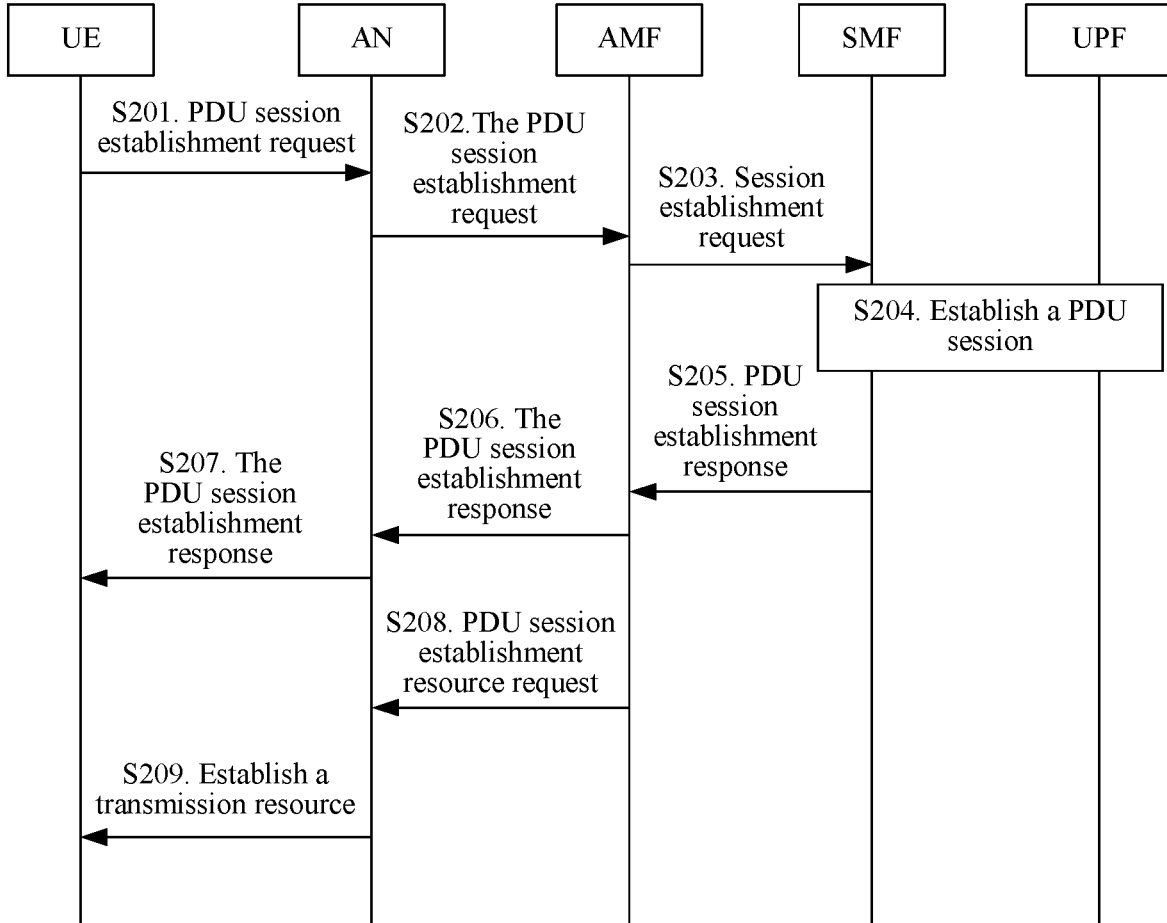 UE
AN
AMF
SMF
UPF
S201. PDU session
establishment request
S202.The PDU
session
establishment
request
S203. Session
establishment
request
S204. Establish a PDU
session
S205. PDU
session
establishment
response
S206. The
PDU session
establishment
response
S207. The
PDU session
establishment
response
S208. PDU session
establishment
resource request
S209. Establish a
transmission resource